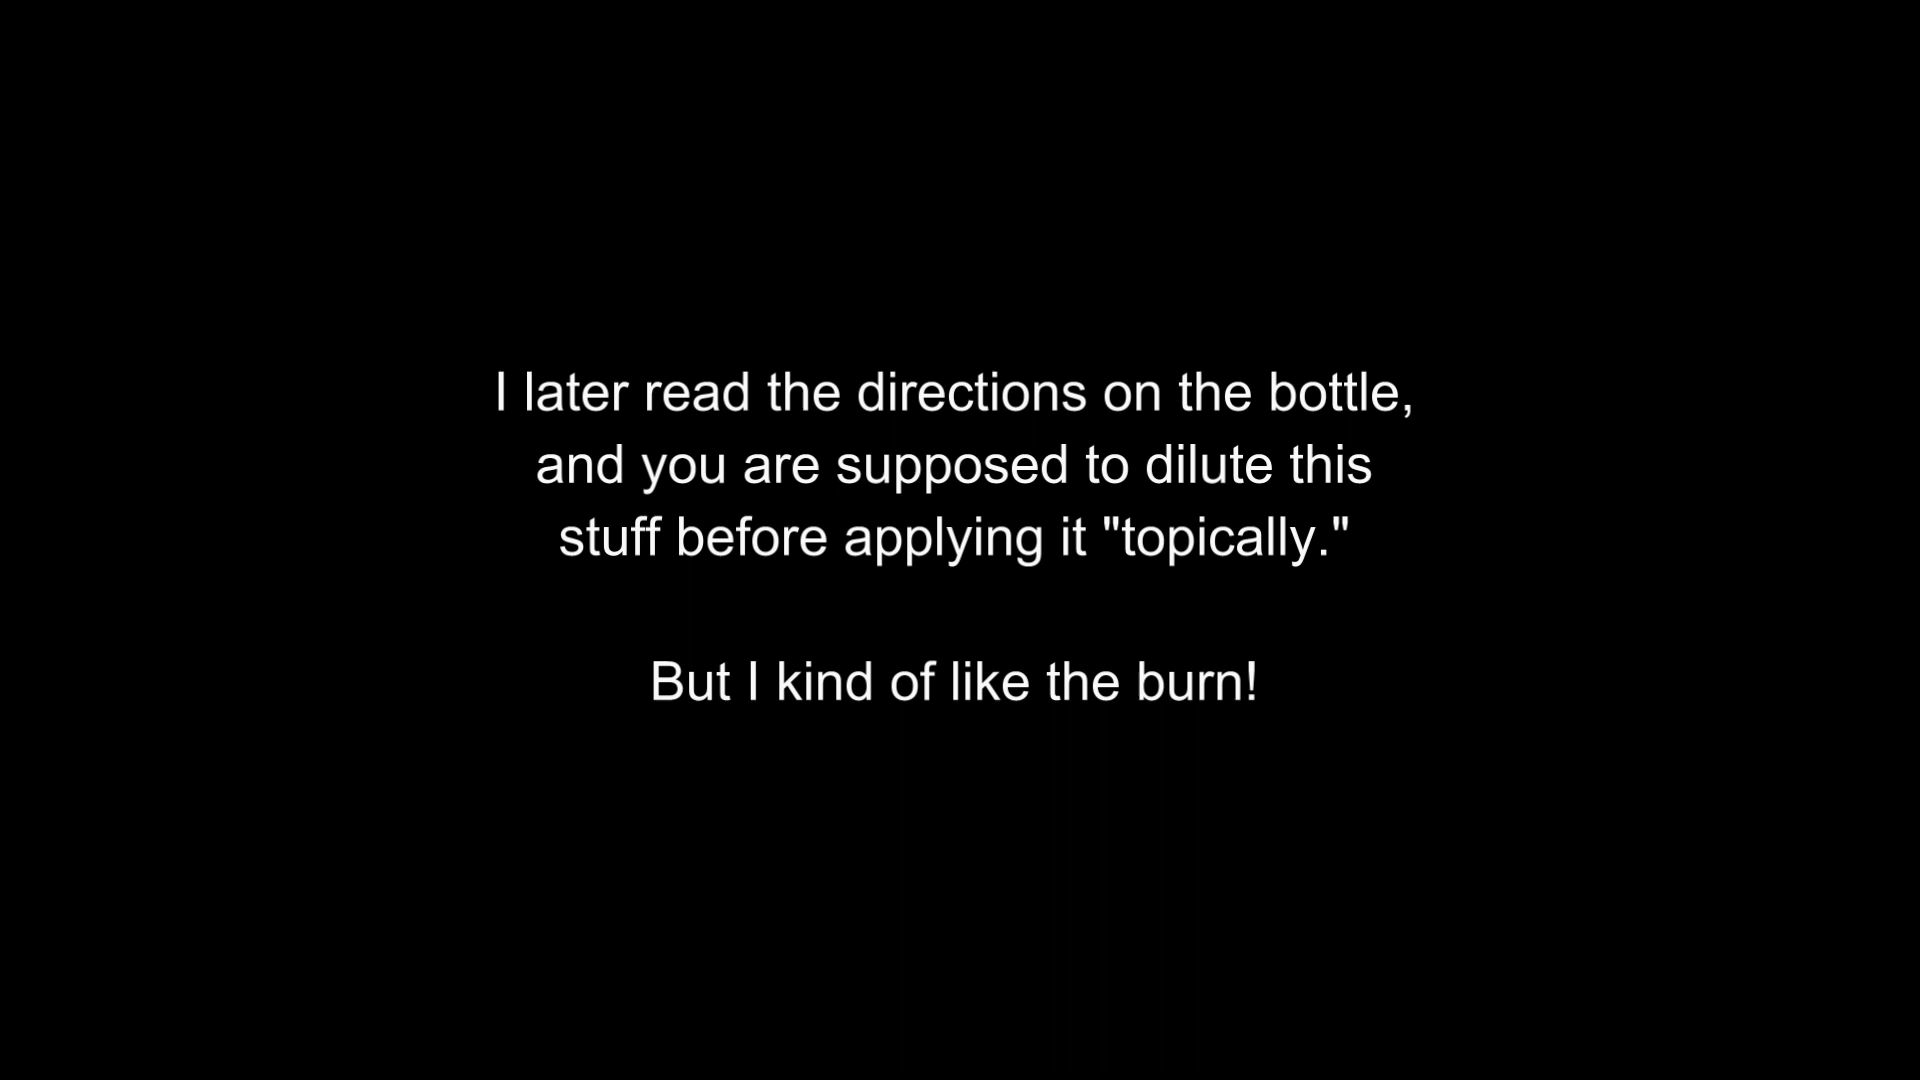 I later read the directions on the bottle,
and you are supposed to dilute this
stuff before applying it "topically."
But I kind of like the burn!